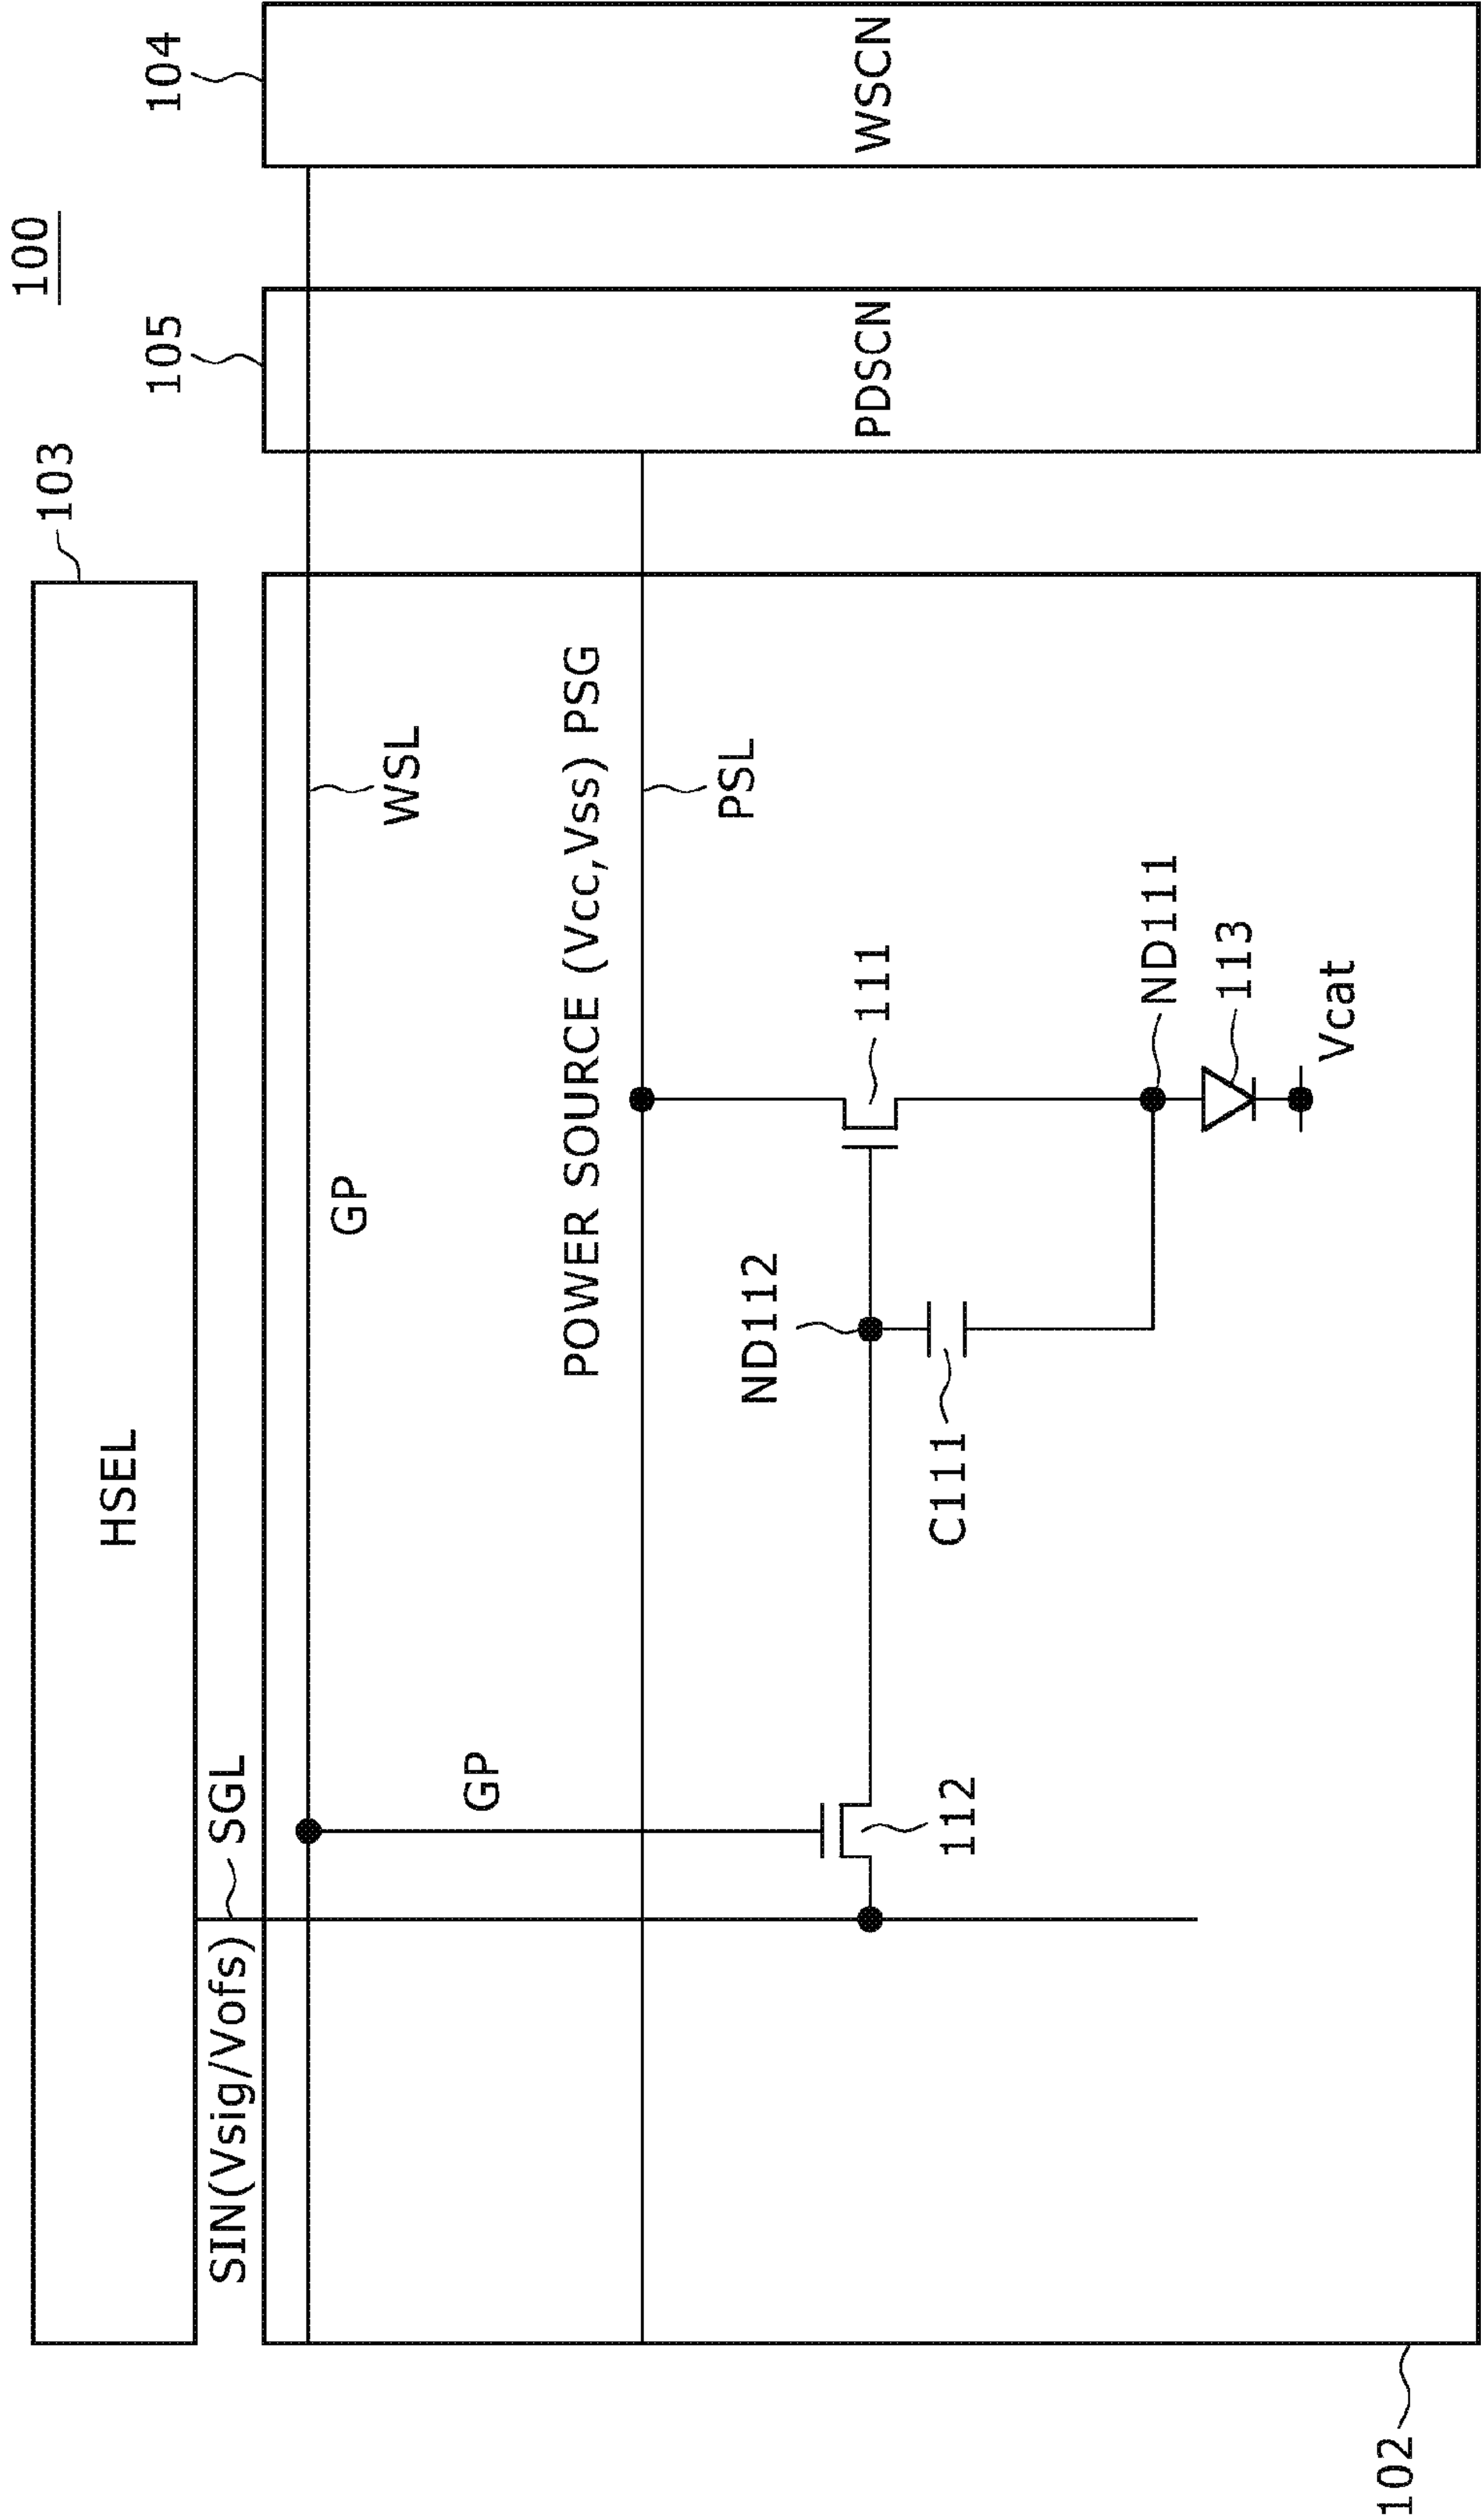 100
103
HSEL
105
104
SIN(Vsig/Vofs)
SGL
WSL
GP
GP
POWER SOURCE (Vcc,Vss) PSG
PSL
ND112
111
112
C111
ND111
113
Vcat
PDSCN
WSCN
102